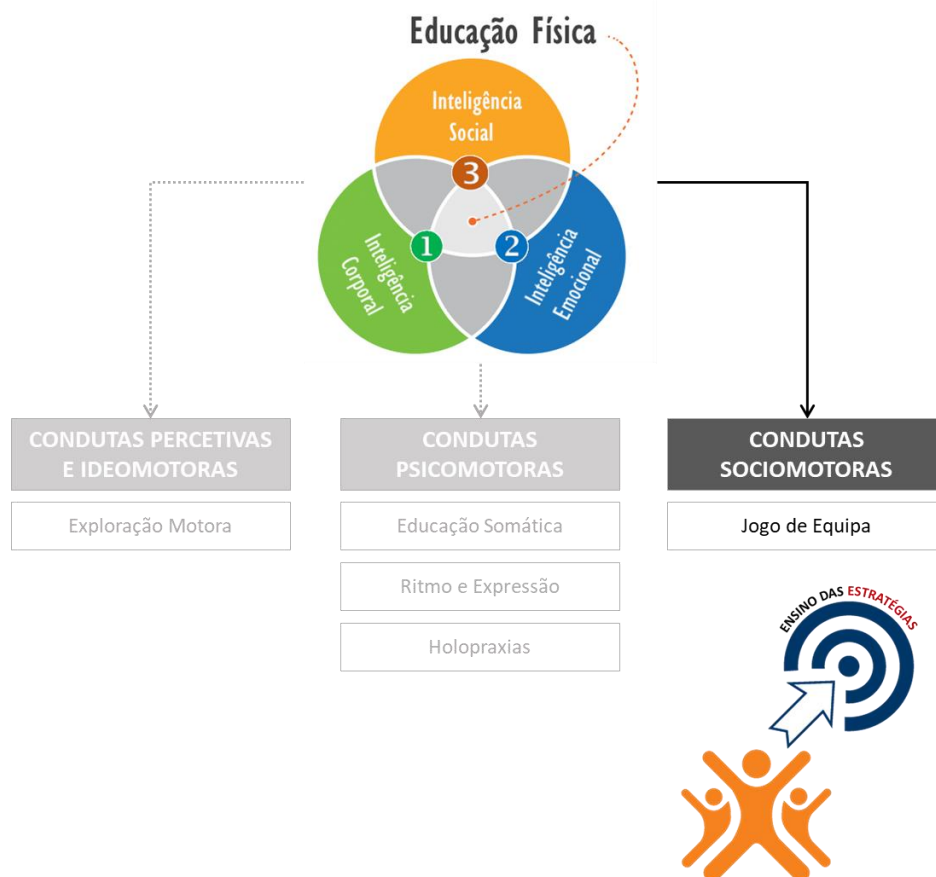 Educação Física
Inteligência
Social
3
1
2
Inteligência
Corporal
Inteligência
Emocional
CONDUTAS PERCETIVAS
E IDEOMOTORAS
Exploração Motora
CONDUTAS
PSICOMOTORAS
Educação Somática
Ritmo e Expressão
Holopraxias
CONDUTAS
SOCIOMOTORAS
Jogo de Equipa
ENSINO DAS ESTRATÉGIAS